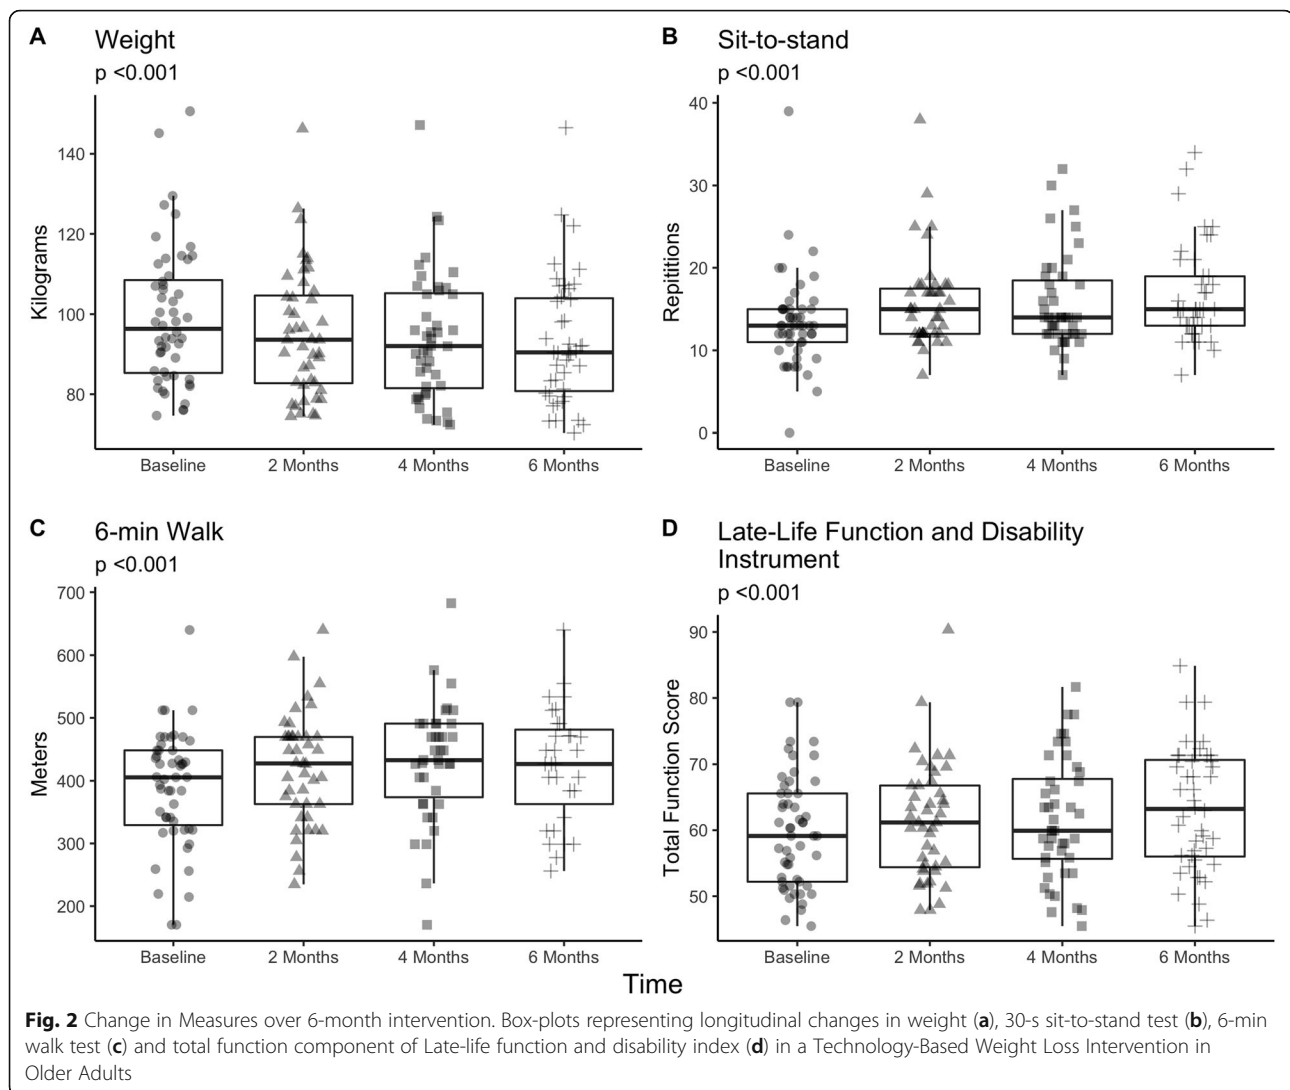 A Weight
p <0.001
Kilograms
140
120
100
80
Baseline 2 Months 4 Months 6 Months
B Sit-to-stand
p <0.001
Repititions
40
30
20
10
0
Baseline 2 Months 4 Months 6 Months
C 6-min Walk
p <0.001
Meters
700
600
500
400
300
200
Baseline 2 Months 4 Months 6 Months
D Late-Life Function and Disability
Instrument
p <0.001
Total Function Score
90
80
70
60
50
Baseline 2 Months 4 Months 6 Months
Time
Fig. 2 Change in Measures over 6-month intervention. Box-plots representing longitudinal changes in weight (a), 30-s sit-to-stand test (b), 6-min
walk test (c) and total function component of Late-life function and disability index (d) in a Technology-Based Weight Loss Intervention in
Older Adults